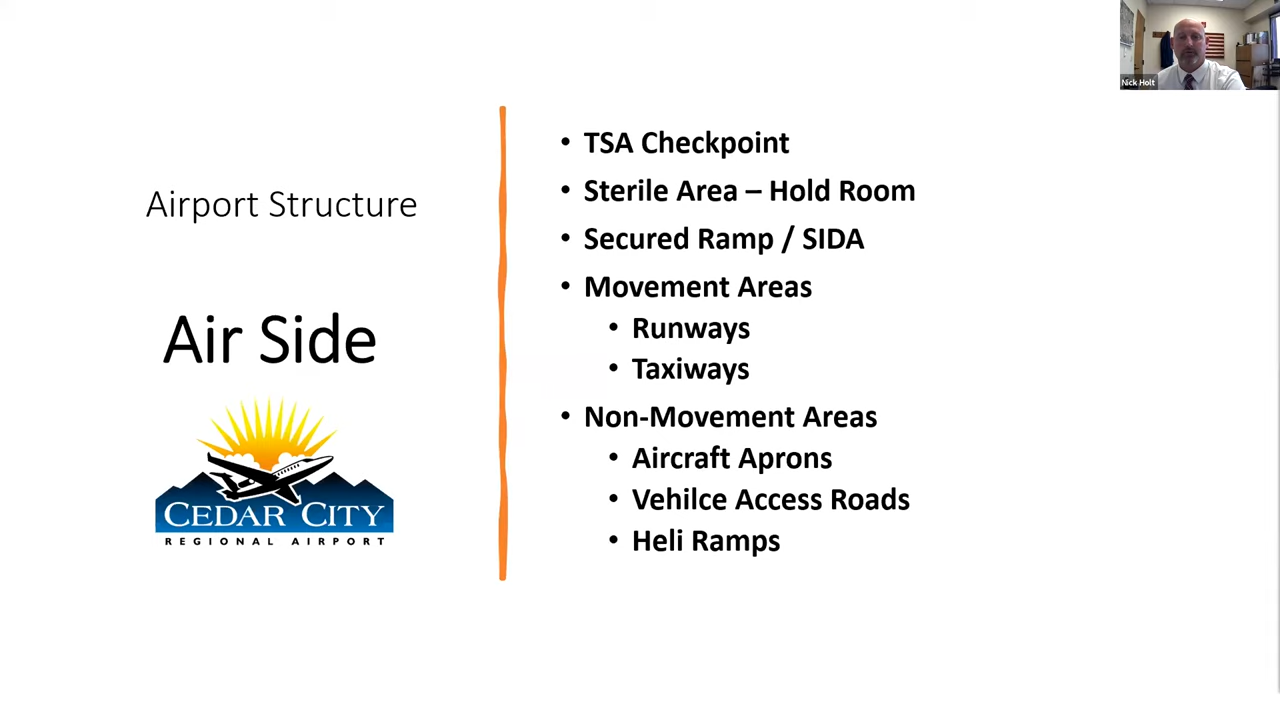 Nick Holt
Airport Structure
Air Side
CEDAR CITY
REGIONAL AIRPORT
• TSA Checkpoint
• Sterile Area – Hold Room
• Secured Ramp / SIDA
• Movement Areas
• Runways
• Taxiways
• Non-Movement Areas
• Aircraft Aprons
• Vehilce Access Roads
• Heli Ramps